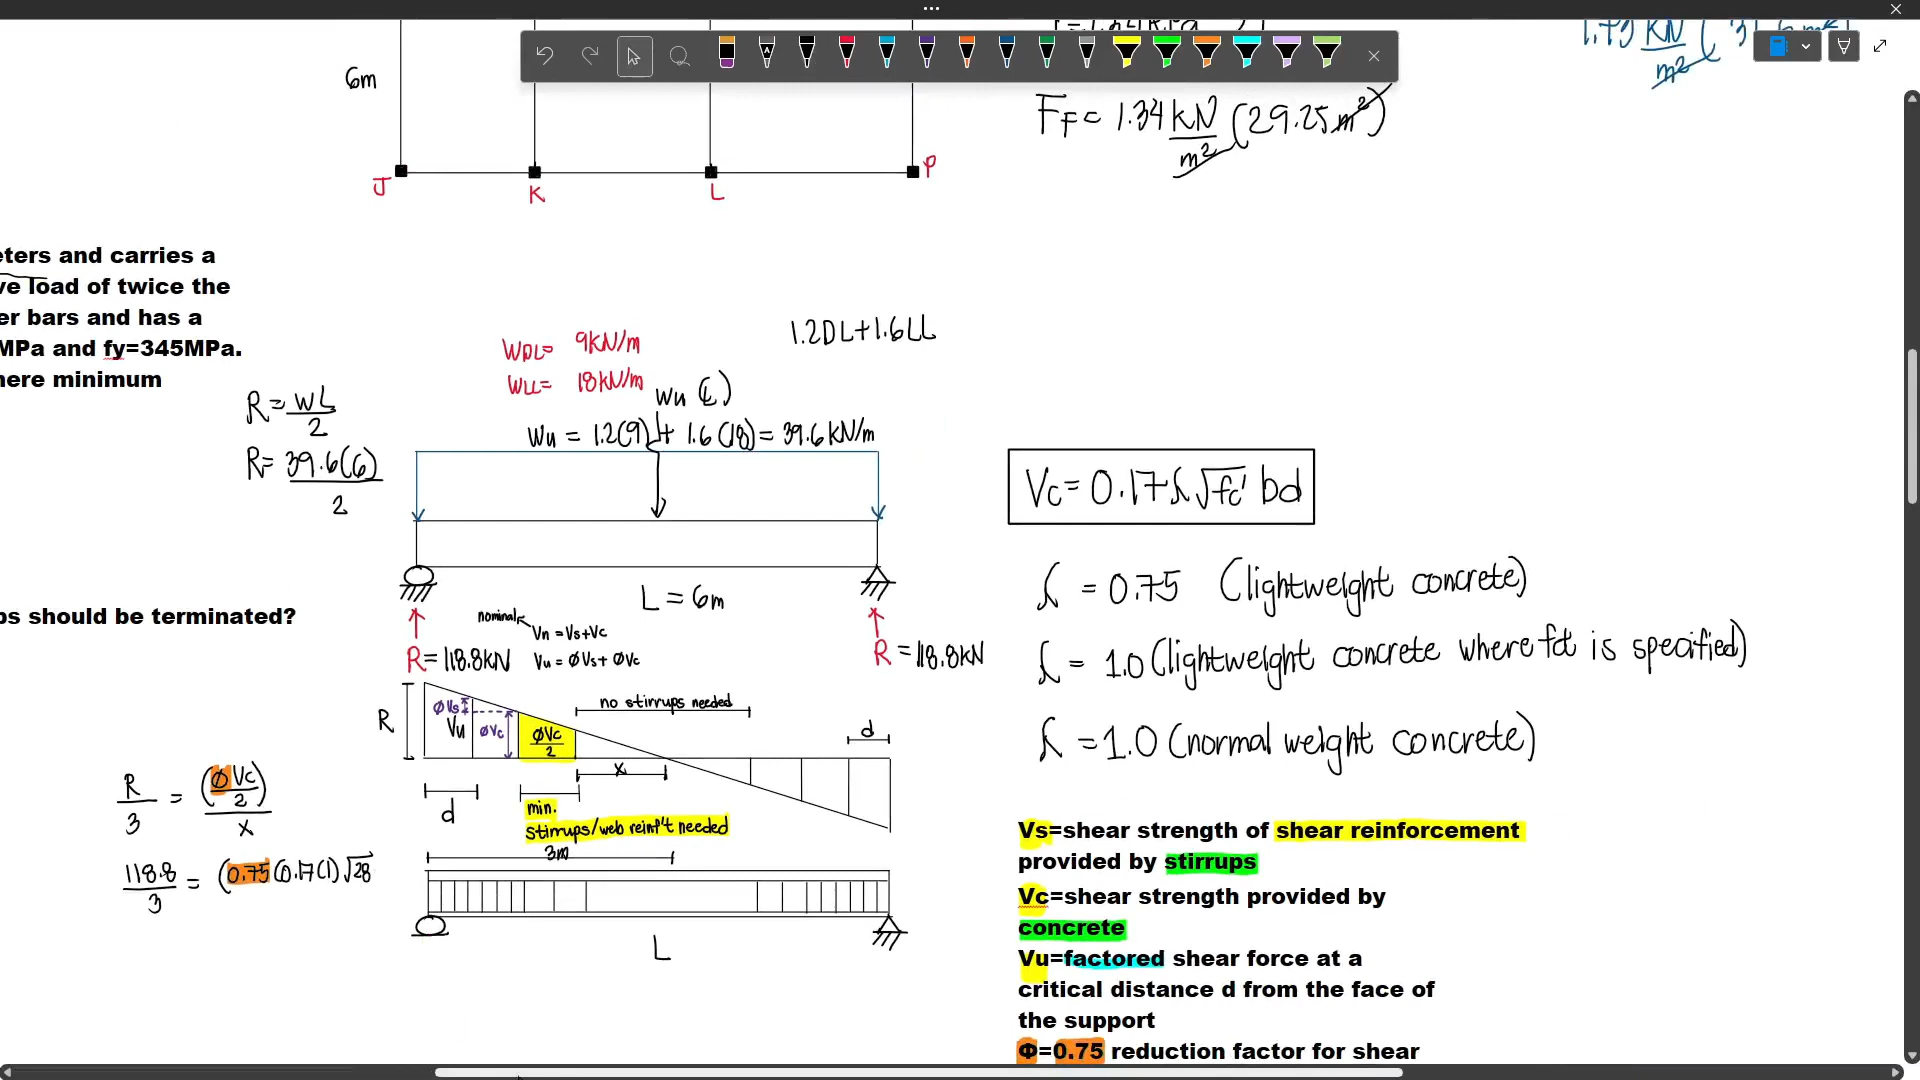 6m
J
K
L
P
FF = 1.34 kN/m² (29.25m²)
1.2DL+1.6LL
eters and carries a
ve load of twice the
er bars and has a
MPa and fy=345MPa.
here minimum
WDL= 9kN/m
WLL= 18kN/m
Wu (℄)
Wu = 1.2(9) + 1.6(18) = 39.6 kN/m
R = WL/2
R = 39.6(6)/2
L = 6m
ps should be terminated?
nominal
Vn = Vs+Vc
Vu = ØVs + ØVc
R = 118.8kN
R = 118.8kN
R
ØVs
Vu
ØVc
ØVc/2
no stirrups needed
d
x
d
min.
stirrups/web reinf't needed
3m
L
R/3 = (ØVc/2)/x
118.8/3 = (0.75(0.17(1)√28
Vc = 0.17λ√fc' bd
λ = 0.75 (lightweight concrete)
λ = 1.0 (lightweight concrete where fct is specified)
λ = 1.0 (normal weight concrete)
Vs=shear strength of shear reinforcement
provided by stirrups
Vc=shear strength provided by
concrete
Vu=factored shear force at a
critical distance d from the face of
the support
Φ=0.75 reduction factor for shear